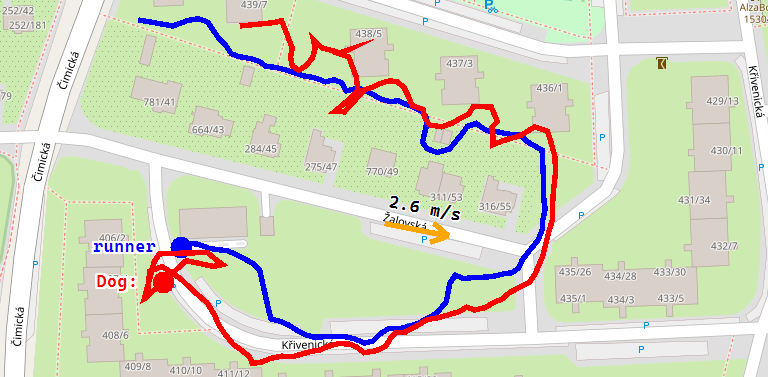 252/42
252/181
439/7
P
P
AlzaBo
1530
Čimická
438/5
437/3
436/1
Křivenická
429/13
79
781/41
664/43
284/45
275/47
770/49
311/53
316/55
P
430/11
Čimická
431/34
2.6 m/s
Žalovská
P
P
432/7
406/2
runner
Dog:
P
P
435/26
434/28
433/30
435/1
434/3
433/5
P
P
408/6
Čimická
Křivenická
P
409/8
410/10
411/12